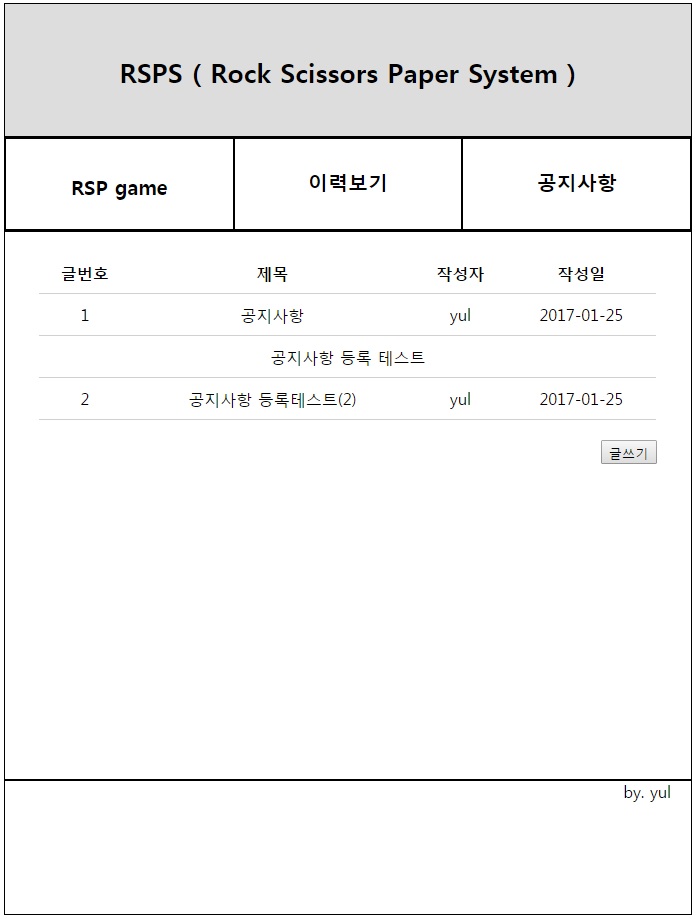 RSPS ( Rock Scissors Paper System )
RSP game 이력보기 공지사항
글번호 제목 작성자 작성일
1 공지사항 yul 2017-01-25
공지사항 등록 테스트
2 공지사항 등록테스트(2) yul 2017-01-25
글쓰기
by. yul